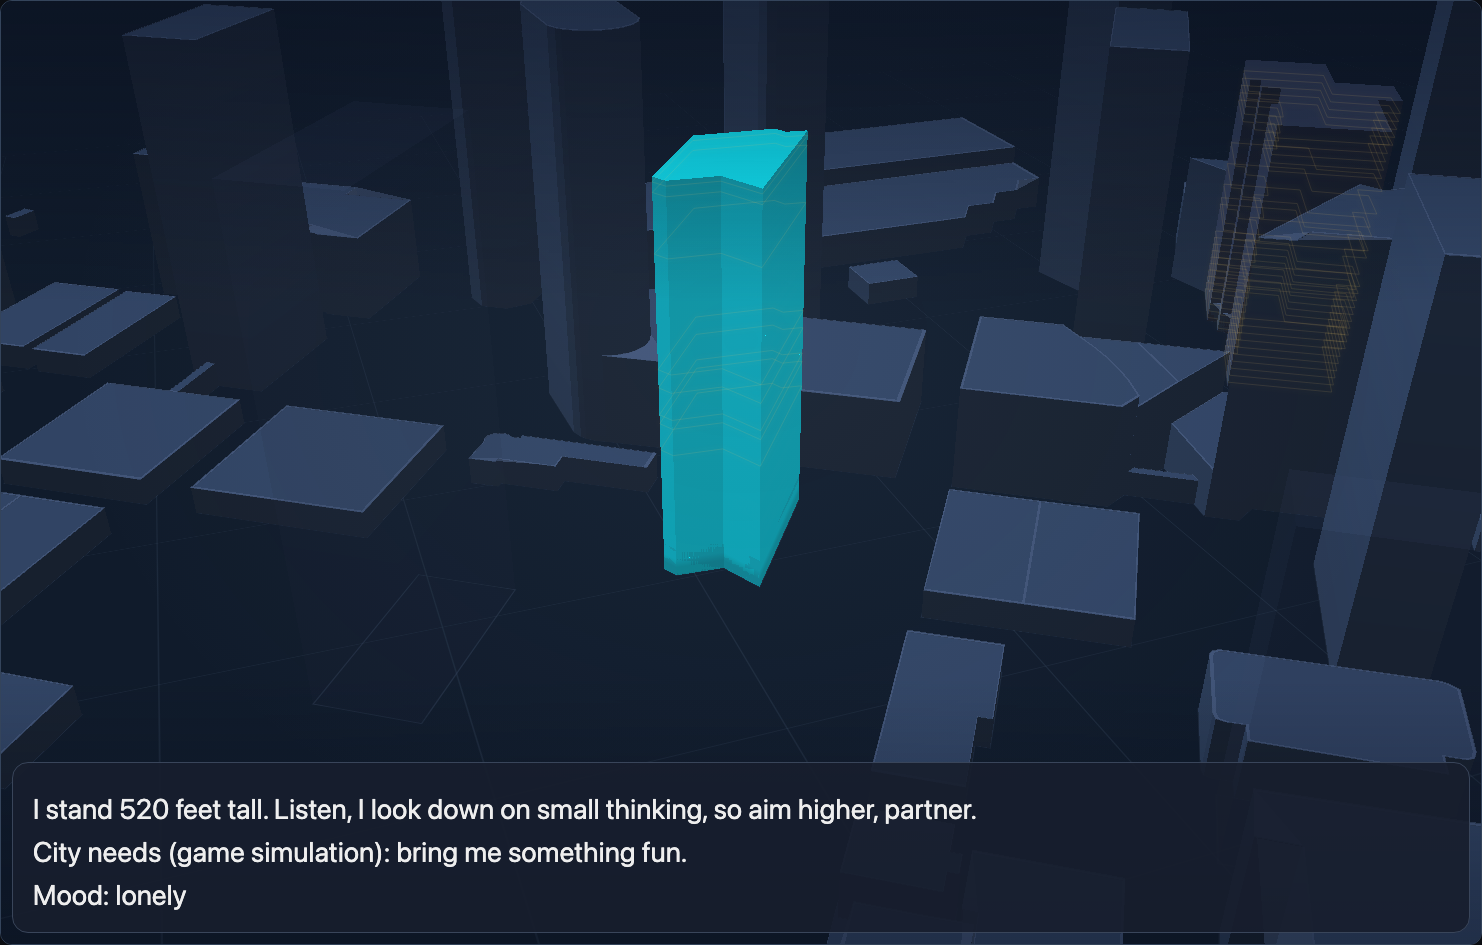 I stand 520 feet tall. Listen, I look down on small thinking, so aim higher, partner.
City needs (game simulation): bring me something fun.
Mood: lonely